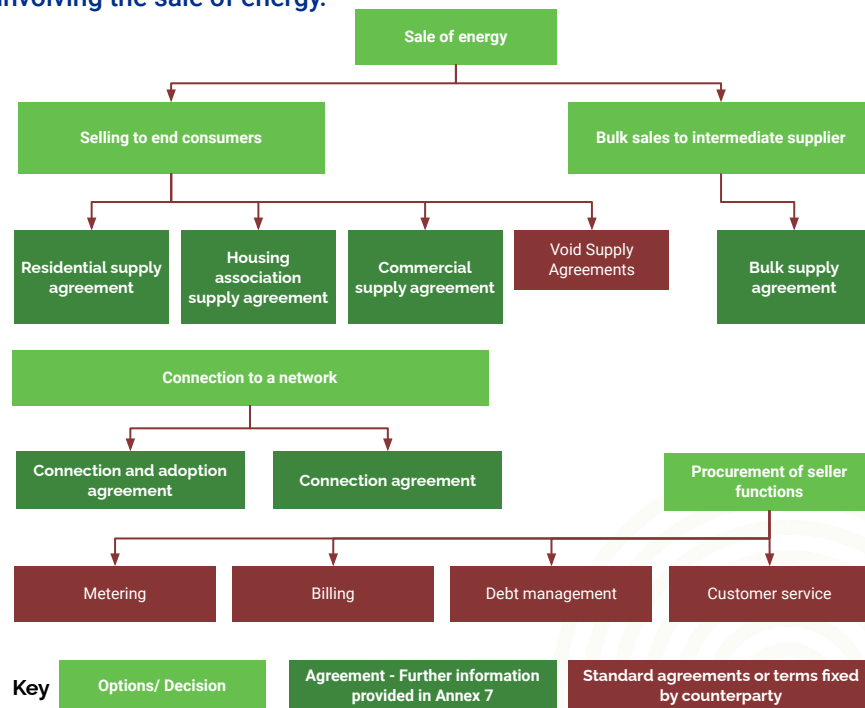 involving the sale of energy.
Sale of energy
Selling to end consumers
Bulk sales to intermediate supplier
Residential supply
agreement
Housing
association
supply agreement
Commercial
supply agreement
Void Supply
Agreements
Bulk supply
agreement
Connection to a network
Connection and adoption
agreement
Connection agreement
Procurement of seller
functions
Metering
Billing
Debt management
Customer service
Key
Options/ Decision
Agreement - Further information
provided in Annex 7
Standard agreements or terms fixed
by counterparty